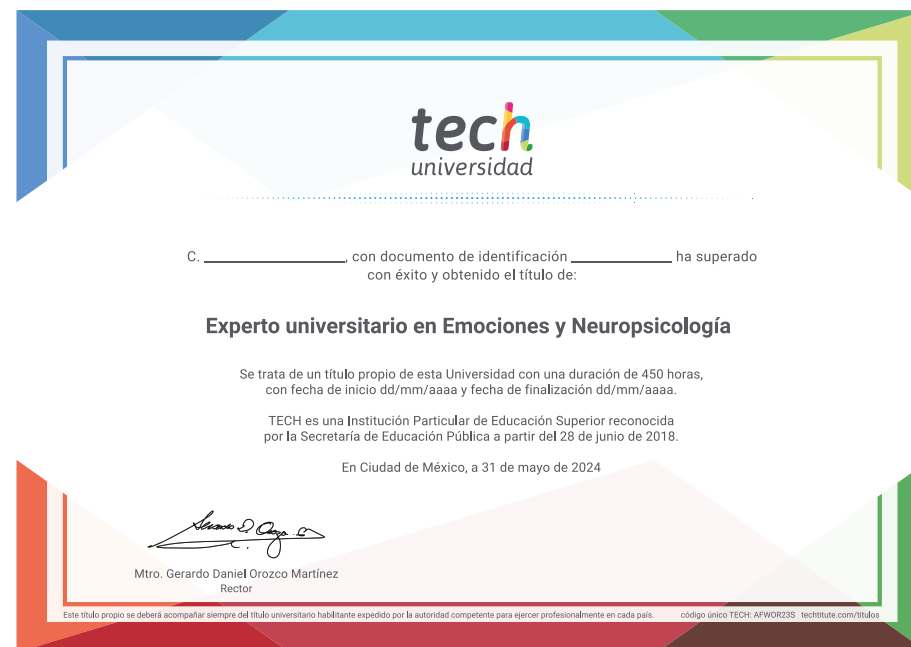 tech
universidad
C. ____________, con documento de identificación ____________ ha superado
con éxito y obtenido el título de:
Experto universitario en Emociones y Neuropsicología
Se trata de un título propio de esta Universidad con una duración de 450 horas,
con fecha de inicio dd/mm/aaaa y fecha de finalización dd/mm/aaaa.
TECH es una Institución Particular de Educación Superior reconocida
por la Secretaría de Educación Pública a partir del 28 de junio de 2018.
En Ciudad de México, a 31 de mayo de 2024
Mtro. Gerardo Daniel Orozco Martínez
Rector
Este título propio se deberá acompañar siempre del título universitario habilitante expedido por la autoridad competente para ejercer profesionalmente en cada país. código único TECH: AFWOR23S techtitute.com/titulos